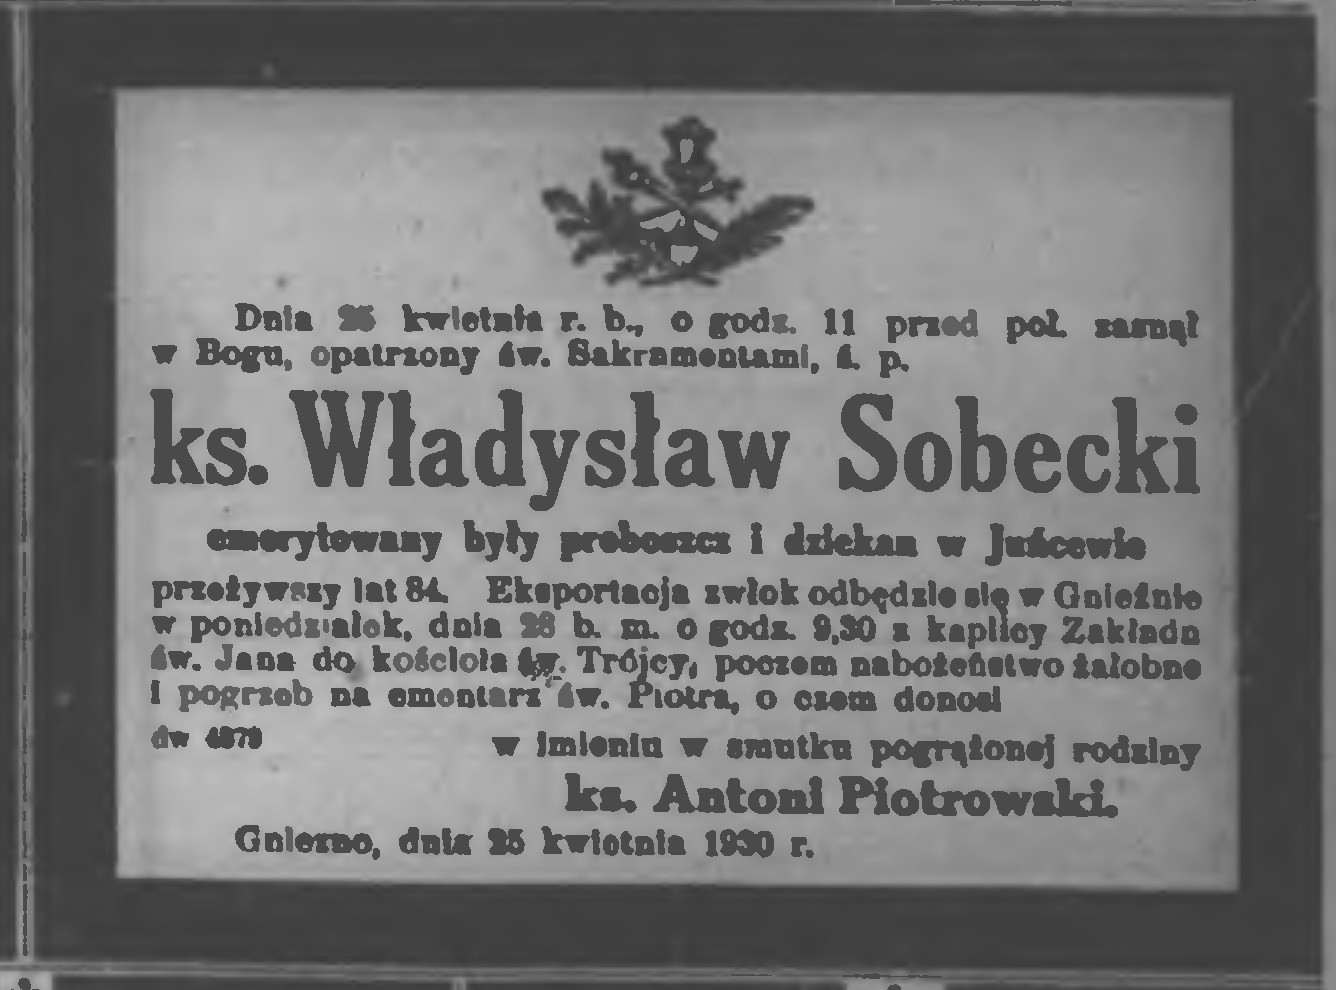 Dnia 25 kwietnia r. b., o godz. 11 przed poł. zasnął
w Bogu, opatrzony św. Sakramentami, ś. p.
ks. Władysław Sobecki
emerytowany były proboszcz i dziekan w Juńcewie
przeżywszy lat 84. Eksportacja zwłok odbędzie się w Gnieźnie
w poniedziałek, dnia 28 b. m. o godz. 9,30 z kaplicy Zakładu
św. Jana do kościoła św. Trójcy, poczem nabożeństwo żałobne
i pogrzeb na cmentarz św. Piotra, o czem donosi
dw 4879
w imieniu w smutku pogrążonej rodziny
ks. Antoni Piotrowski.
Gniezno, dnia 25 kwietnia 1930 r.